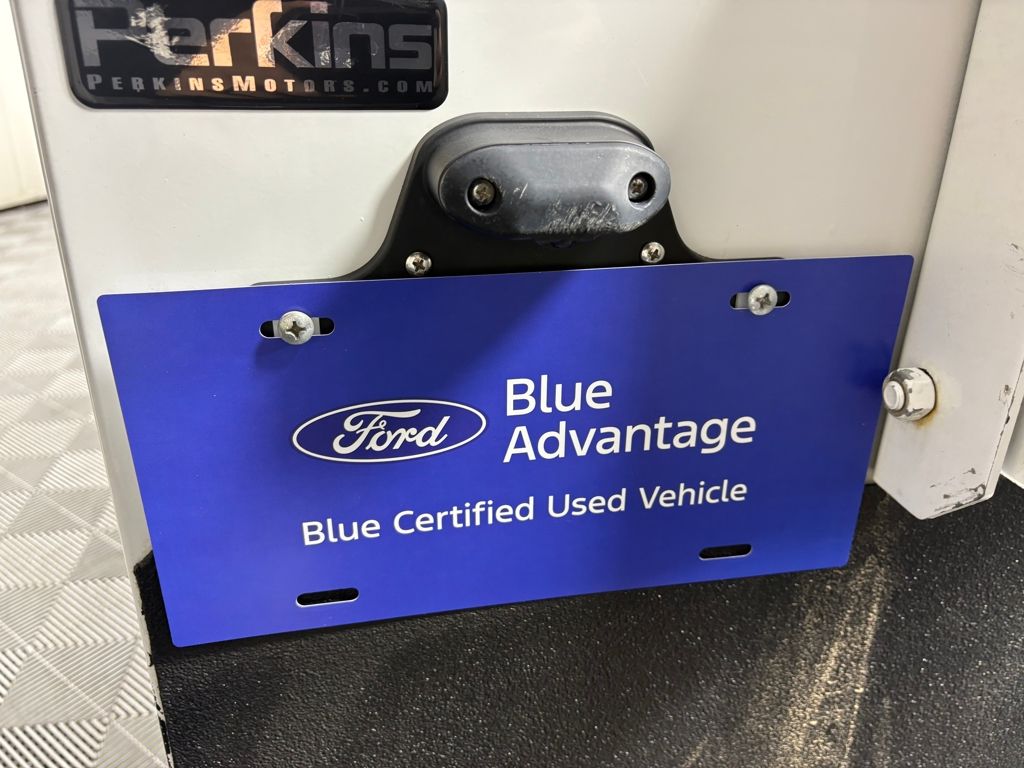 Perkins
PERKINSMOTORS.COM
Ford
Blue
Advantage
Blue Certified Used Vehicle